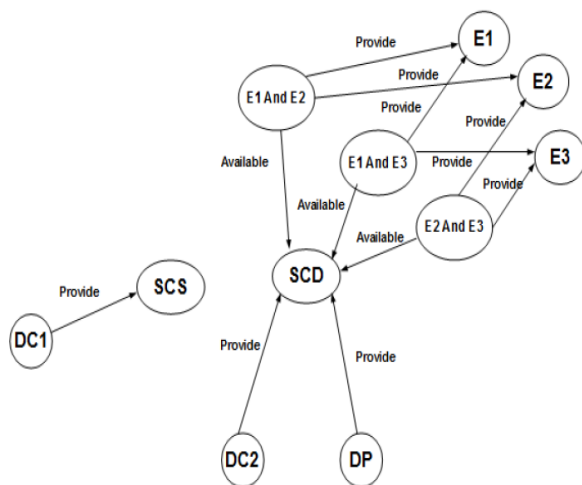 Provide
E1
E1 And E2
Provide
E2
Provide
Provide
Available
E1 And E3
Provide
E3
Available
Provide
Available
E2 And E3
SCD
Provide
SCS
DC1
Provide
Provide
DC2
DP